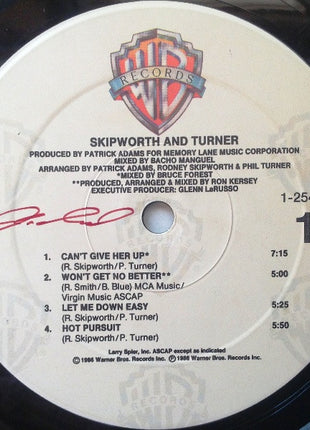 WB
RECORDS
SKIPWORTH AND TURNER
PRODUCED BY PATRICK ADAMS FOR MEMORY LANE MUSIC CORPORATION
MIXED BY BACHO MANGUEL
ARRANGED BY PATRICK ADAMS, RODNEY SKIPWORTH & PHIL TURNER
*MIXED BY BRUCE FOREST
**PRODUCED, ARRANGED & MIXED BY RON KERSEY
EXECUTIVE PRODUCER: GLENN LaRUSSO
1-254
1
1. CAN'T GIVE HER UP* 7:15
(R. Skipworth/P. Turner)
2. WON'T GET NO BETTER** 5:00
(R. Smith/B. Blue) MCA Music/
Virgin Music ASCAP
3. LET ME DOWN EASY 5:25
(R. Skipworth/P. Turner)
4. HOT PURSUIT 5:50
(R. Skipworth/P. Turner)
Larry Spier, Inc. ASCAP except as indicated
©1986 Warner Bros. Records Inc. ℗1986 Warner Bros. Records Inc.